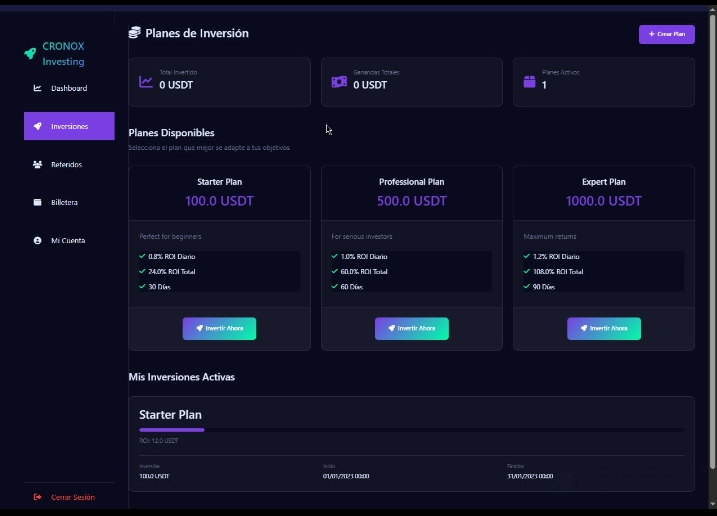 CRONOX
Investing
Dashboard
Inversiones
Referidos
Billetera
Mi Cuenta
Cerrar Sesión
Planes de Inversión
+ Crear Plan
Total Invertido
0 USDT
Ganancias Totales
0 USDT
Planes Activos
1
Planes Disponibles
Selecciona el plan que mejor se adapte a tus objetivos
Starter Plan
100.0 USDT
Perfect for beginners
0.8% ROI Diario
24.0% ROI Total
30 Días
Invertir Ahora
Professional Plan
500.0 USDT
For serious investors
1.0% ROI Diario
60.0% ROI Total
60 Días
Invertir Ahora
Expert Plan
1000.0 USDT
Maximum returns
1.2% ROI Diario
108.0% ROI Total
90 Días
Invertir Ahora
Mis Inversiones Activas
Starter Plan
ROI: 12.0 USDT
Inversión
100.0 USDT
Inicio
01/01/2023 00:00
Finaliza
31/01/2023 00:00